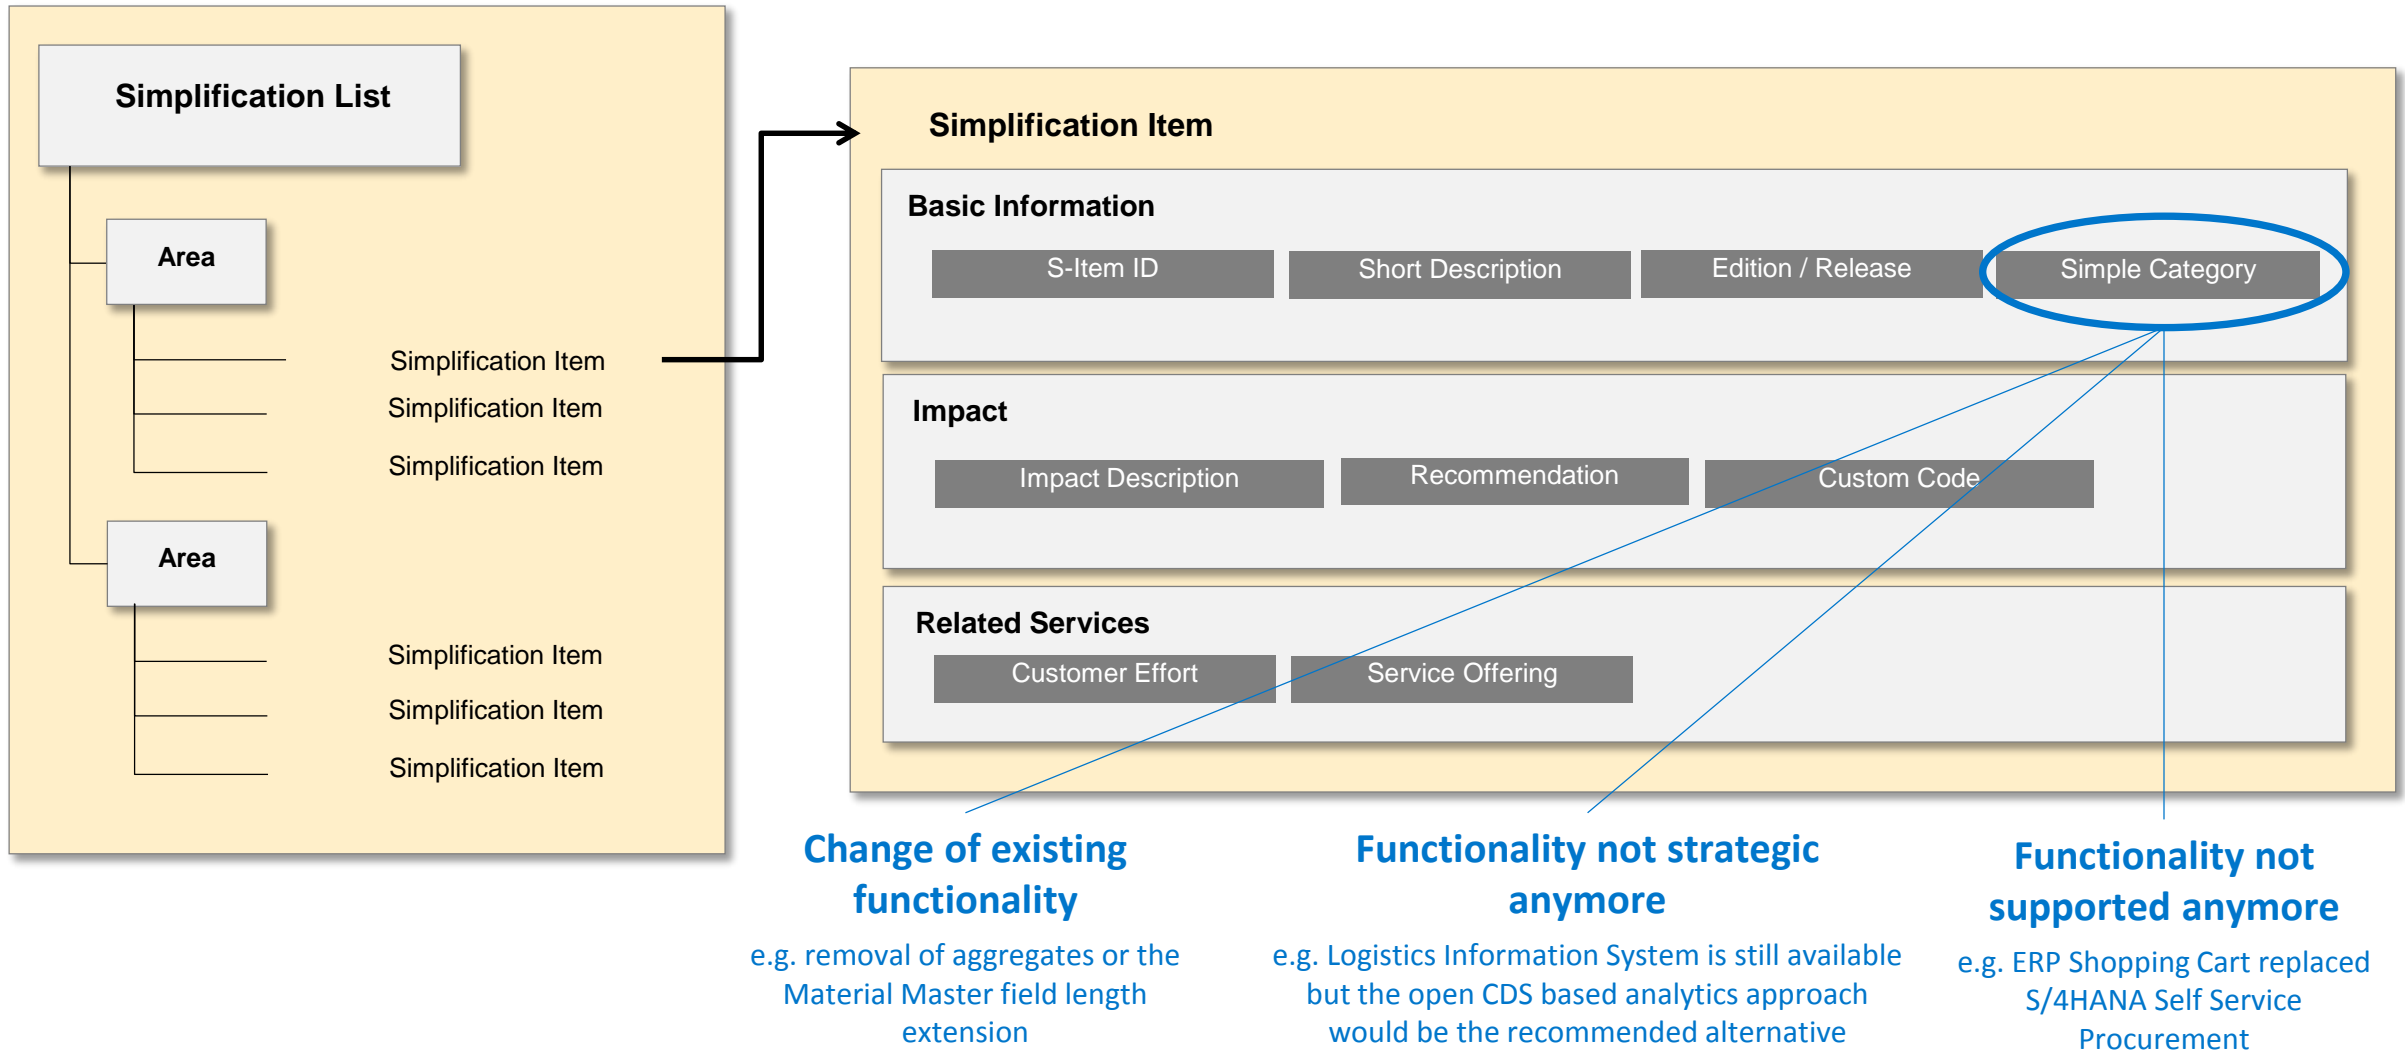 Simplification List
Area
Simplification Item
Simplification Item
Simplification Item
Area
Simplification Item
Simplification Item
Simplification Item
Simplification Item
Basic Information
S-Item ID
Short Description
Edition / Release
Simple Category
Impact
Impact Description
Recommendation
Custom Code
Related Services
Customer Effort
Service Offering
Change of existing
functionality
e.g. removal of aggregates or the
Material Master field length
extension
Functionality not strategic
anymore
e.g. Logistics Information System is still available
but the open CDS based analytics approach
would be the recommended alternative
Functionality not
supported anymore
e.g. ERP Shopping Cart replaced
S/4HANA Self Service
Procurement